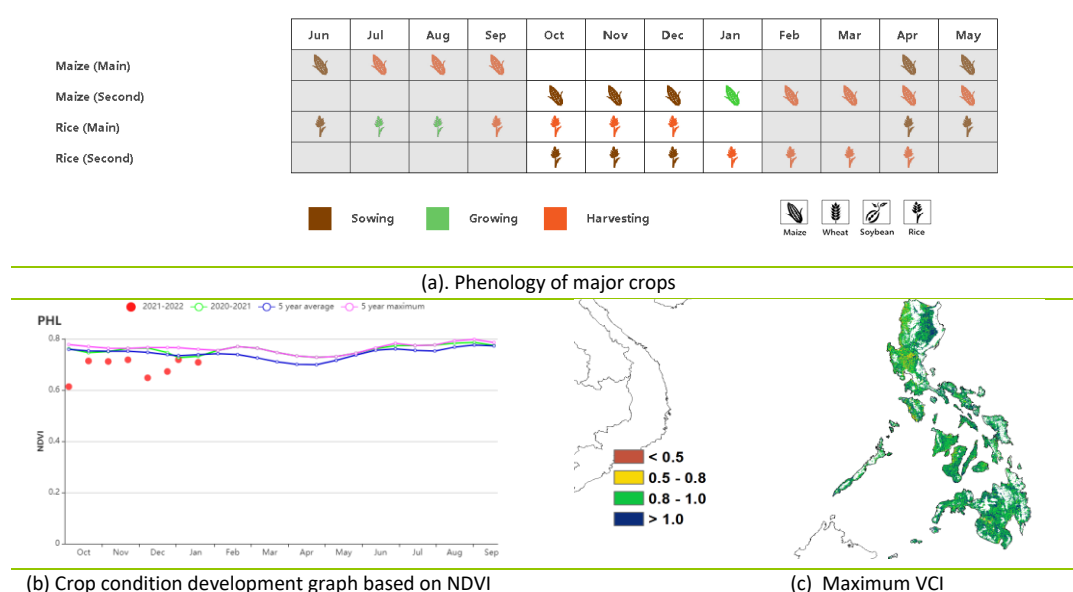 Jun Jul Aug Sep Oct Nov Dec Jan Feb Mar Apr May
Maize (Main)
Maize (Second)
Rice (Main)
Rice (Second)
Sowing Growing Harvesting
Maize Wheat Soybean Rice
(a). Phenology of major crops
2021-2022 2020-2021 5 year average 5 year maximum
PHL
0.8
0.6
0.4
0.2
0
NDVI
Oct Nov Dec Jan Feb Mar Apr May Jun Jul Aug Sep
< 0.5
0.5 - 0.8
0.8 - 1.0
> 1.0
(b) Crop condition development graph based on NDVI
(c) Maximum VCI